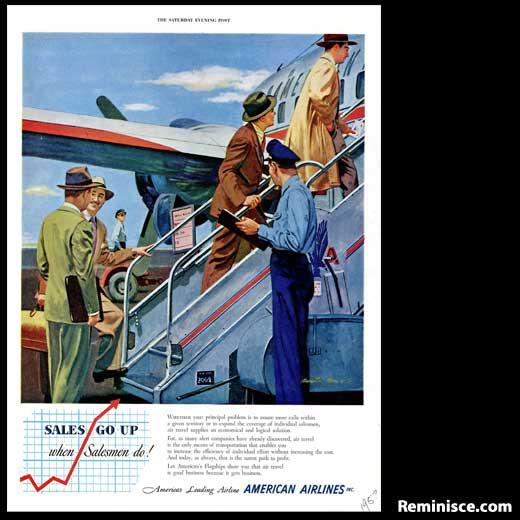 THE SATURDAY EVENING POST
SALES GO UP
when Salesmen do!
WHETHER your principal problem is to insure more calls within
a given territory or to expand the coverage of individual salesmen,
air travel supplies an economical and logical solution.
For, as many alert companies have already discovered, air travel
is the only means of transportation that enables you
to increase the efficiency of individual effort without increasing the cost.
And today, as always, that is the surest path to profit.
Let American's Flagships show you that air travel
is good business because it gets business.
America's Leading Airline AMERICAN AIRLINES INC.
Reminisce.com